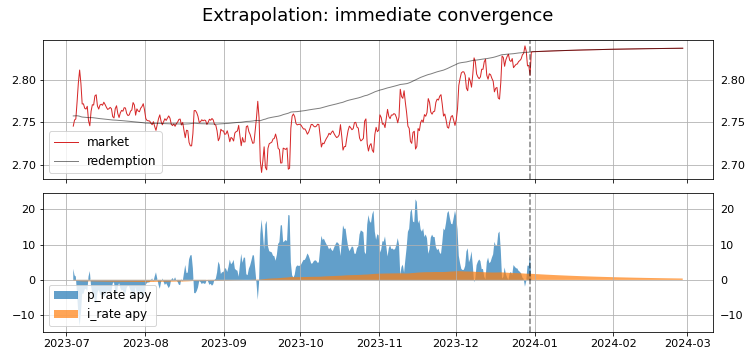 Extrapolation: immediate convergence
2.80
2.75
2.70
2.80
2.75
2.70
market
redemption
20
10
0
−10
20
10
0
−10
p_rate apy
i_rate apy
2023-07 2023-08 2023-09 2023-10 2023-11 2023-12 2024-01 2024-02 2024-03